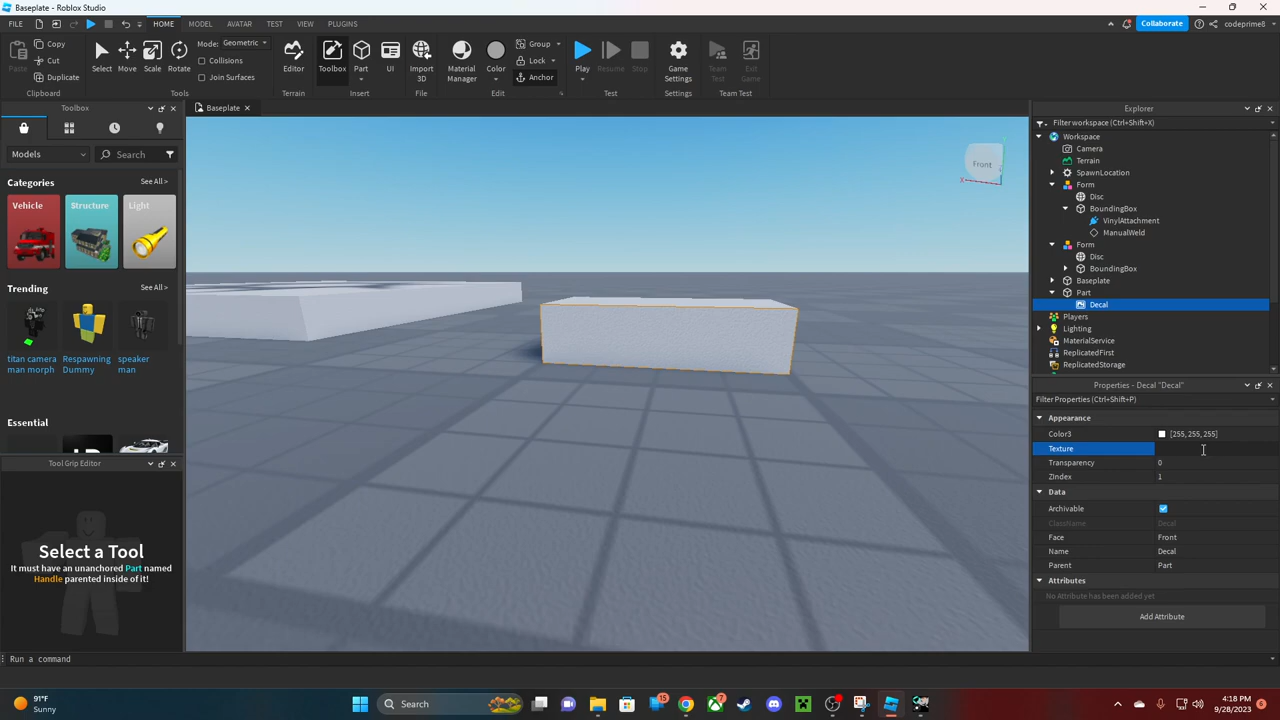 Baseplate - Roblox Studio
FILE HOME MODEL AVATAR TEST VIEW PLUGINS Collaborate codeprime8
Paste Copy Cut Duplicate Select Move Scale Rotate Mode: Geometric Collisions Join Surfaces Editor Toolbox Part UI Import 3D Material Manager Color Group Lock Anchor Play Resume Stop Game Settings Team Test Exit Game
Clipboard Tools Terrain Insert File Edit Test Settings Team Test
Toolbox
Baseplate
Models Search
Categories See All >
Vehicle Structure Light
Trending See All >
titan camera man morph
Respawning Dummy
speaker man
Essential
Tool Grip Editor
Select a Tool
It must have an unanchored Part named
Handle parented inside of it!
Front
X
Explorer
Filter workspace (Ctrl+Shift+X)
Workspace
Camera
Terrain
SpawnLocation
Form
Disc
BoundingBox
VinylAttachment
ManualWeld
Form
Disc
BoundingBox
Baseplate
Part
Decal
Players
Lighting
MaterialService
ReplicatedFirst
ReplicatedStorage
Properties - Decal "Decal"
Filter Properties (Ctrl+Shift+P)
Appearance
Color3 [255, 255, 255]
Texture
Transparency 0
ZIndex 1
Data
Archivable
ClassName Decal
Face Front
Name Decal
Parent Part
Attributes
No Attribute has been added yet
Add Attribute
Run a command
91°F
Sunny
Search
15
7
4:18 PM
9/28/2023